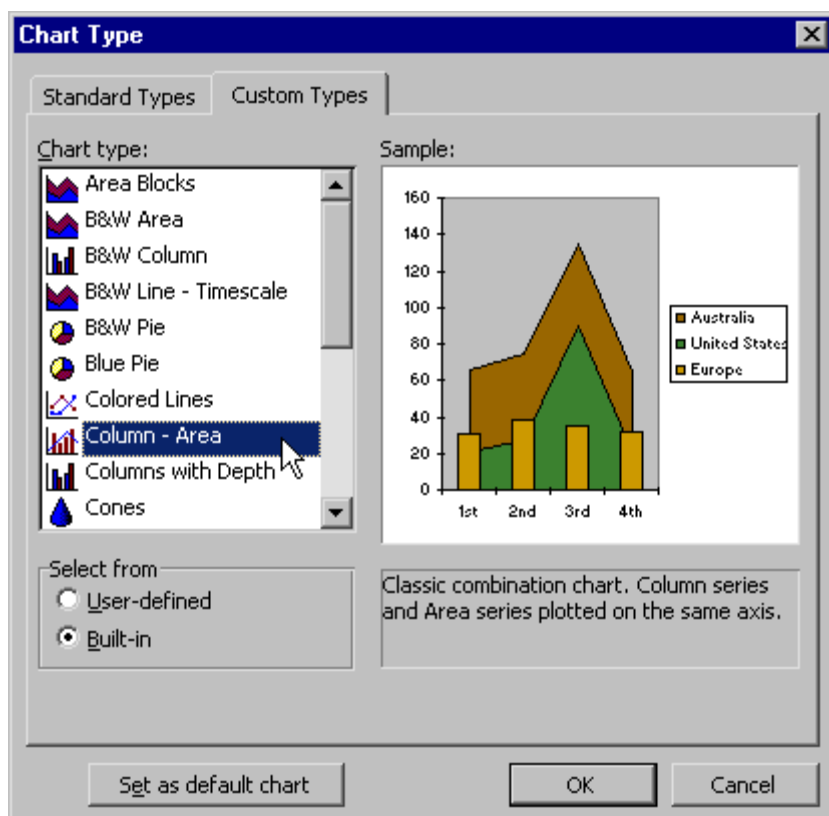 Chart Type
Standard Types
Custom Types
Chart type:
Area Blocks
B&W Area
B&W Column
B&W Line - Timescale
B&W Pie
Blue Pie
Colored Lines
Column - Area
Columns with Depth
Cones
Select from
User-defined
Built-in
Sample:
160
140
120
100
80
60
40
20
0
1st 2nd 3rd 4th
Australia
United States
Europe
Classic combination chart. Column series
and Area series plotted on the same axis.
Set as default chart
OK
Cancel